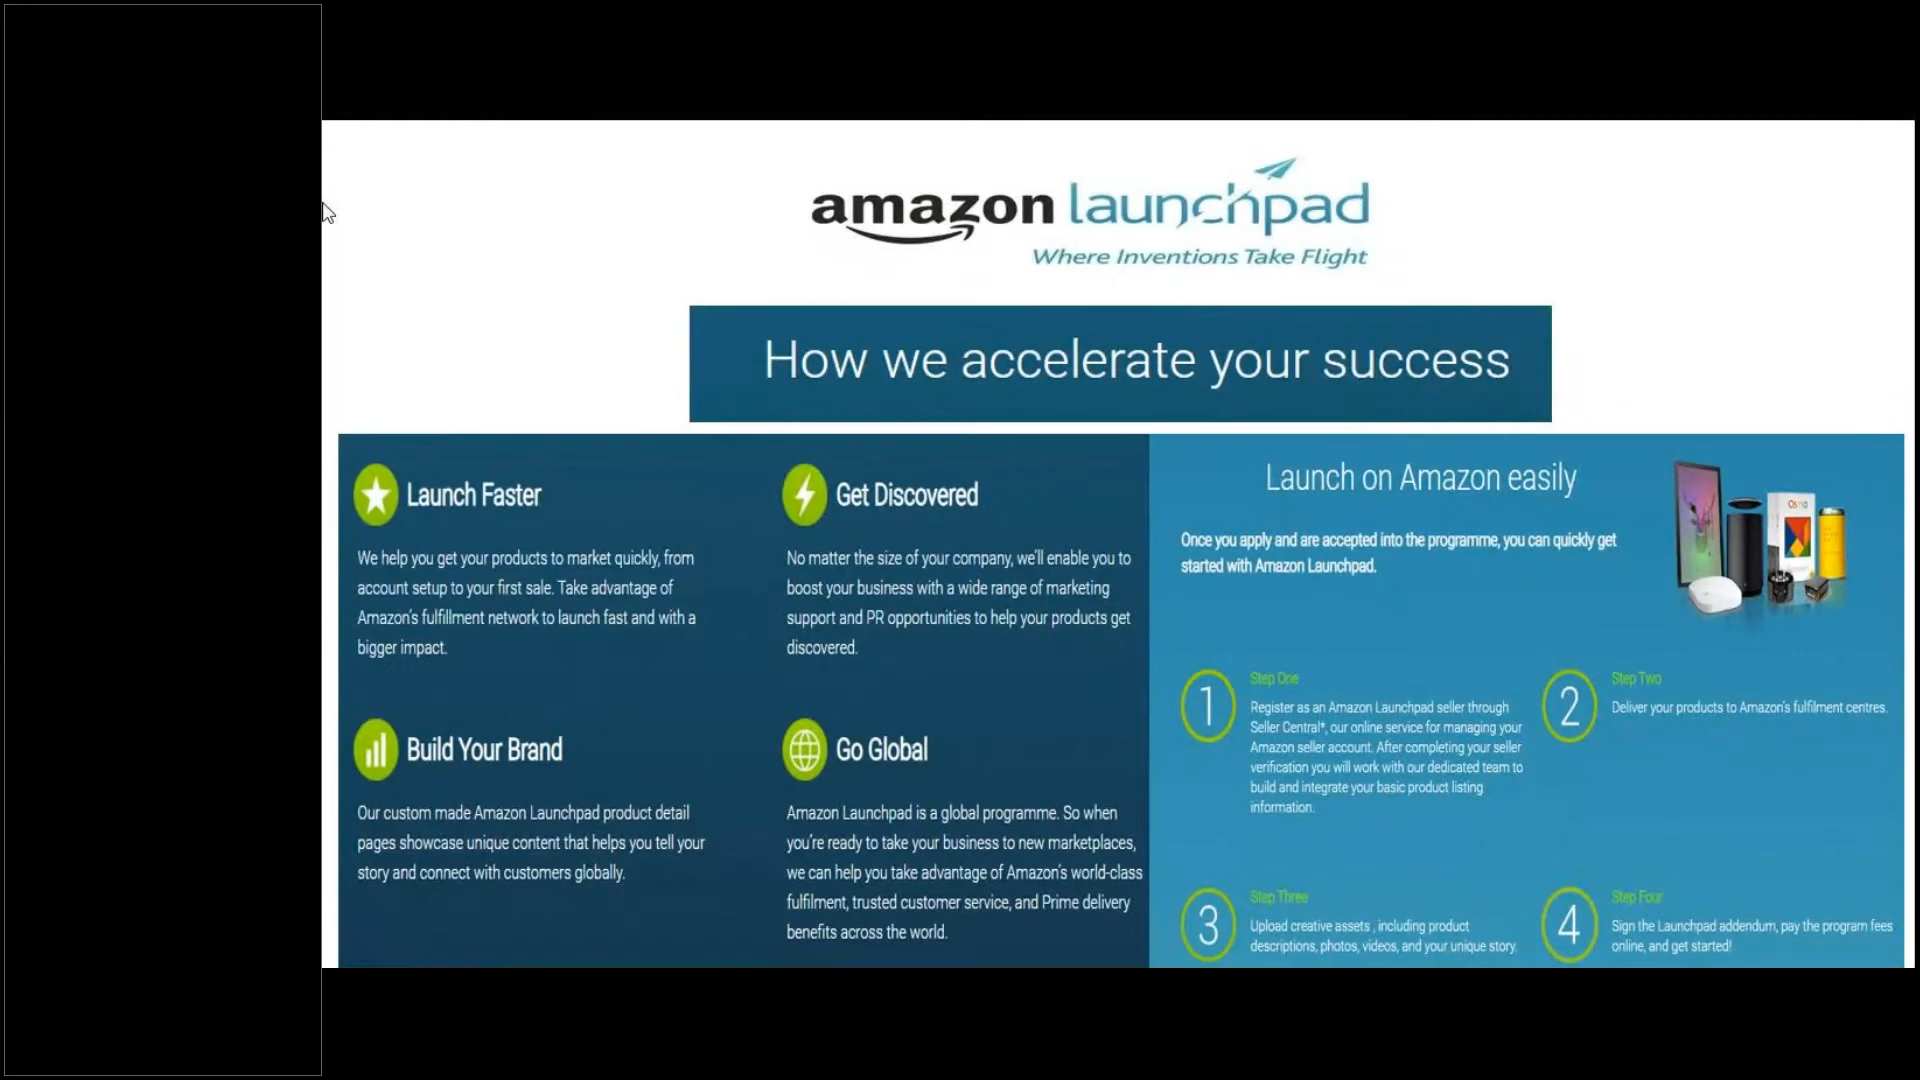 amazon launchpad
Where Inventions Take Flight
How we accelerate your success
Launch Faster
We help you get your products to market quickly, from
account setup to your first sale. Take advantage of
Amazon's fulfillment network to launch fast and with a
bigger impact.
Get Discovered
No matter the size of your company, we'll enable you to
boost your business with a wide range of marketing
support and PR opportunities to help your products get
discovered.
Build Your Brand
Our custom made Amazon Launchpad product detail
pages showcase unique content that helps you tell your
story and connect with customers globally.
Go Global
Amazon Launchpad is a global programme. So when
you're ready to take your business to new marketplaces,
we can help you take advantage of Amazon's world-class
fulfilment, trusted customer service, and Prime delivery
benefits across the world.
Launch on Amazon easily
Once you apply and are accepted into the programme, you can quickly get
started with Amazon Launchpad.
Osmo
1
Step One
Register as an Amazon Launchpad seller through
Seller Central*, our online service for managing your
Amazon seller account. After completing your seller
verification you will work with our dedicated team to
build and integrate your basic product listing
information.
2
Step Two
Deliver your products to Amazon's fulfilment centres.
3
Step Three
Upload creative assets , including product
descriptions, photos, videos, and your unique story.
4
Step Four
Sign the Launchpad addendum, pay the program fees
online, and get started!